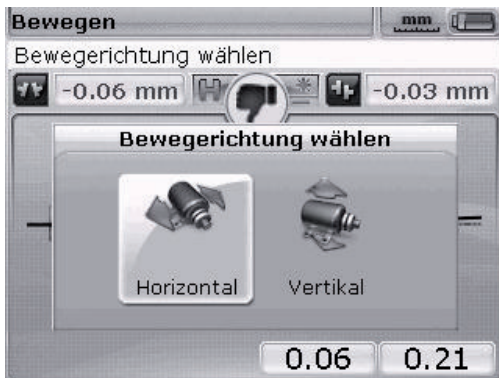 Bewegen mm
Bewegerichtung wählen
-0.06 mm H -0.03 mm
Bewegerichtung wählen
Horizontal Vertikal
0.06 0.21